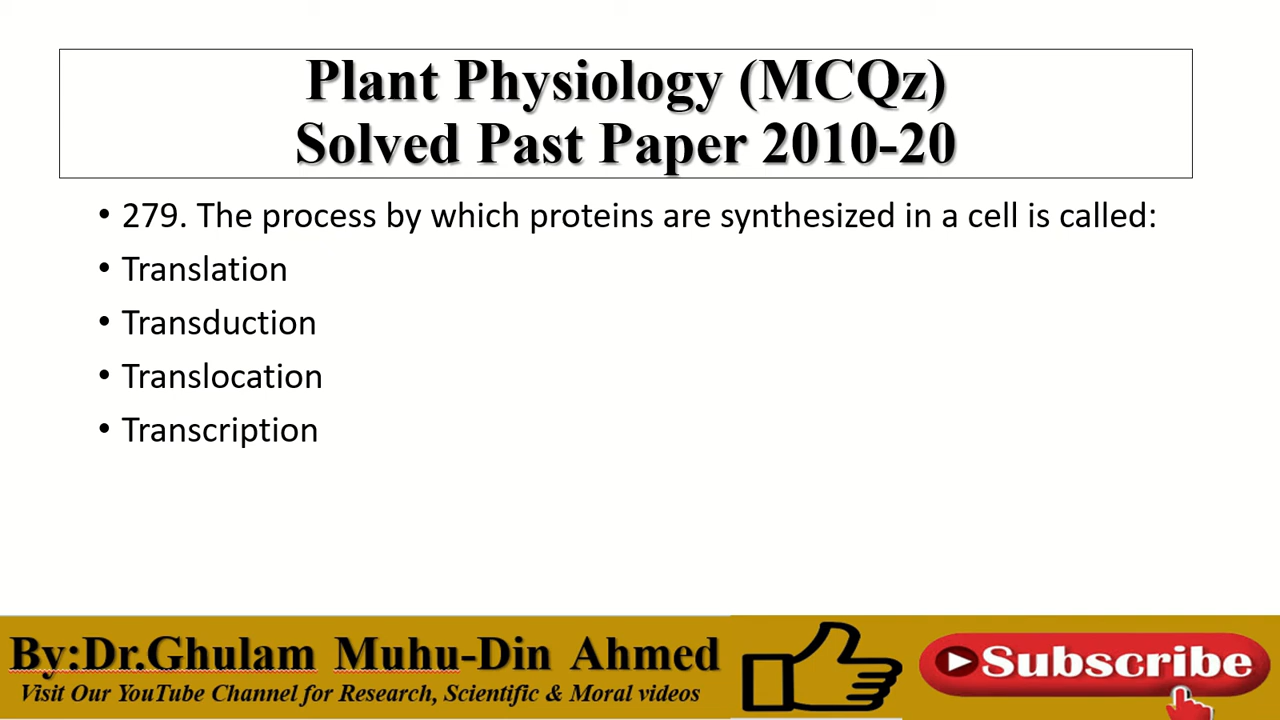 Plant Physiology (MCQz)
Solved Past Paper 2010-20
• 279. The process by which proteins are synthesized in a cell is called:
• Translation
• Transduction
• Translocation
• Transcription
By:Dr.Ghulam Muhu-Din Ahmed
Visit Our YouTube Channel for Research, Scientific & Moral videos
Subscribe